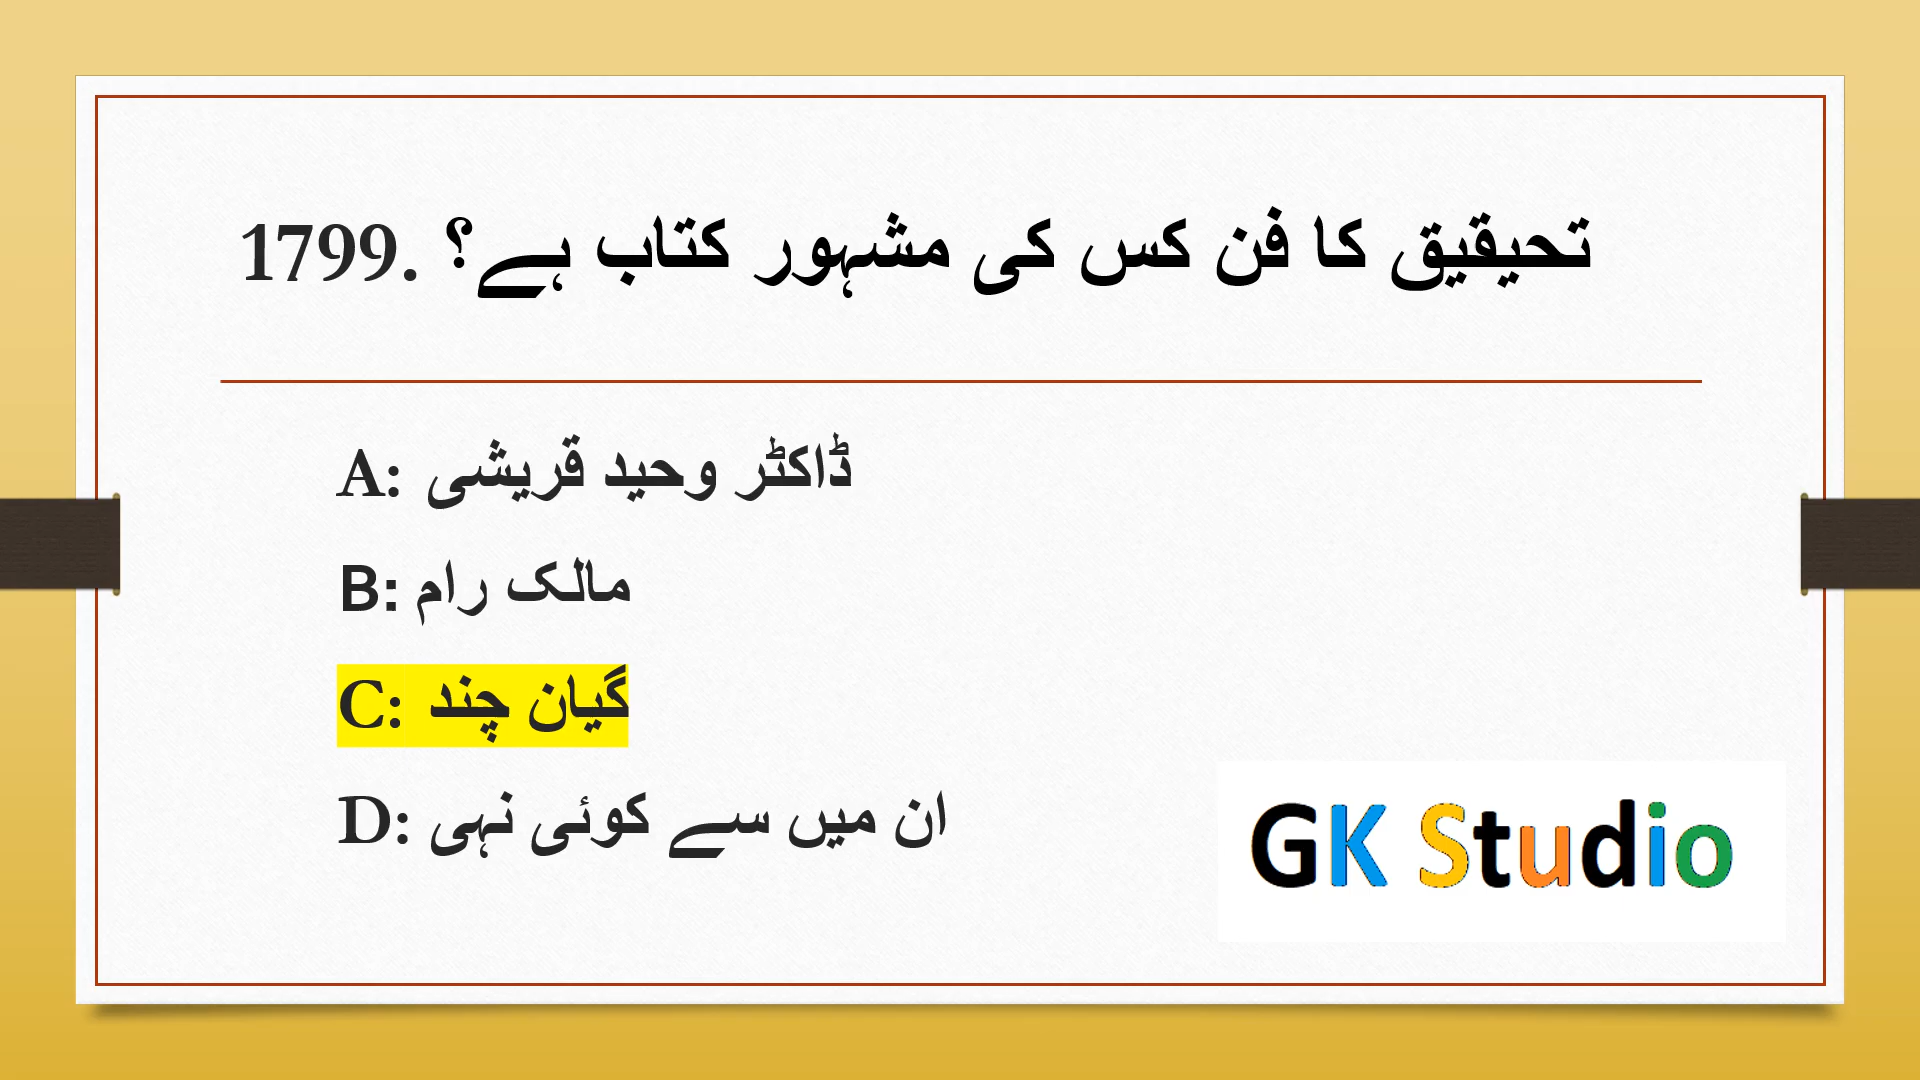 1799. تحیقیق کا فن کس کی مشہور کتاب ہے؟
A: ڈاکٹر وحید قریشی
B: مالک رام
C: گیان چند
D: ان میں سے کوئی نہی
GK Studio